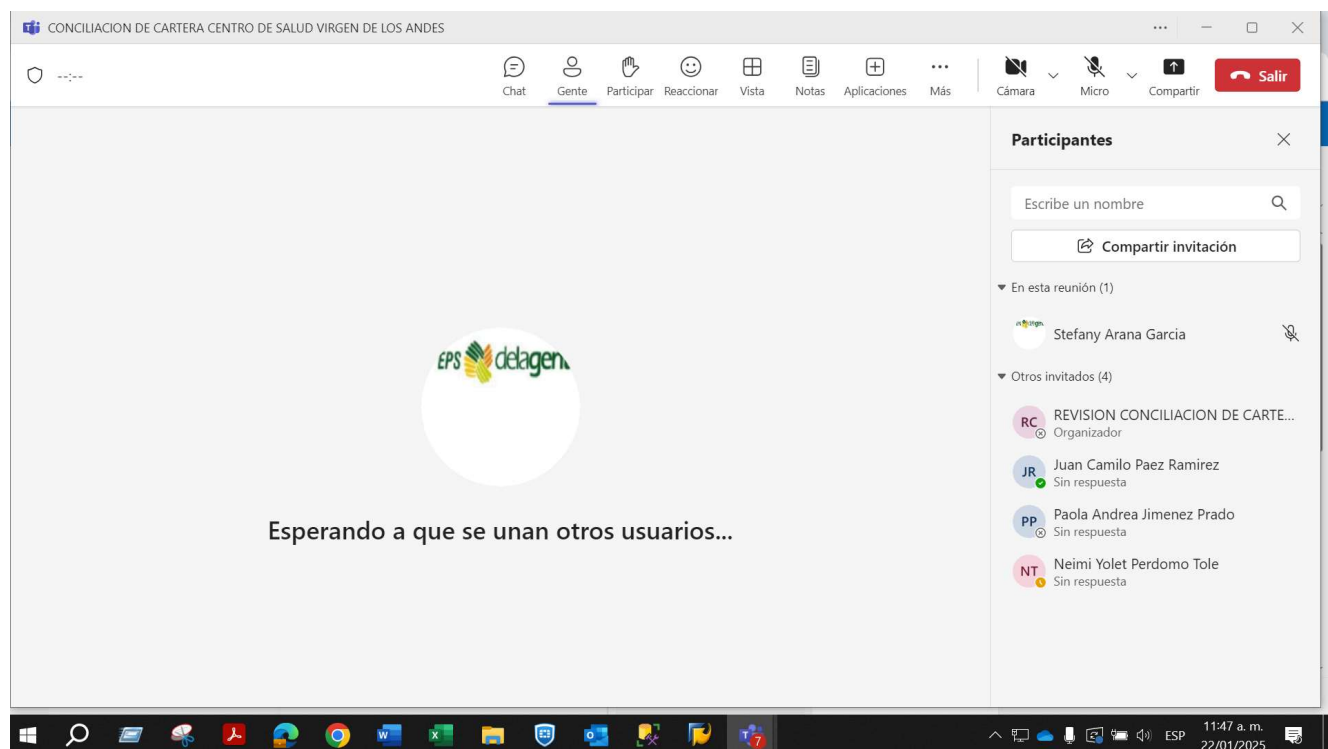 CONCILIACION DE CARTERA CENTRO DE SALUD VIRGEN DE LOS ANDES
--:--
Chat
Gente
Participar
Reaccionar
Vista
Notas
Aplicaciones
Más
Cámara
Micro
Compartir
Salir
Participantes
Escribe un nombre
Compartir invitación
En esta reunión (1)
Stefany Arana Garcia
Otros invitados (4)
RC
REVISION CONCILIACION DE CARTE...
Organizador
JR
Juan Camilo Paez Ramirez
Sin respuesta
PP
Paola Andrea Jimenez Prado
Sin respuesta
NT
Neimi Yolet Perdomo Tole
Sin respuesta
EPS delagen
Esperando a que se unan otros usuarios...
7
ESP
11:47 a. m.
22/01/2025